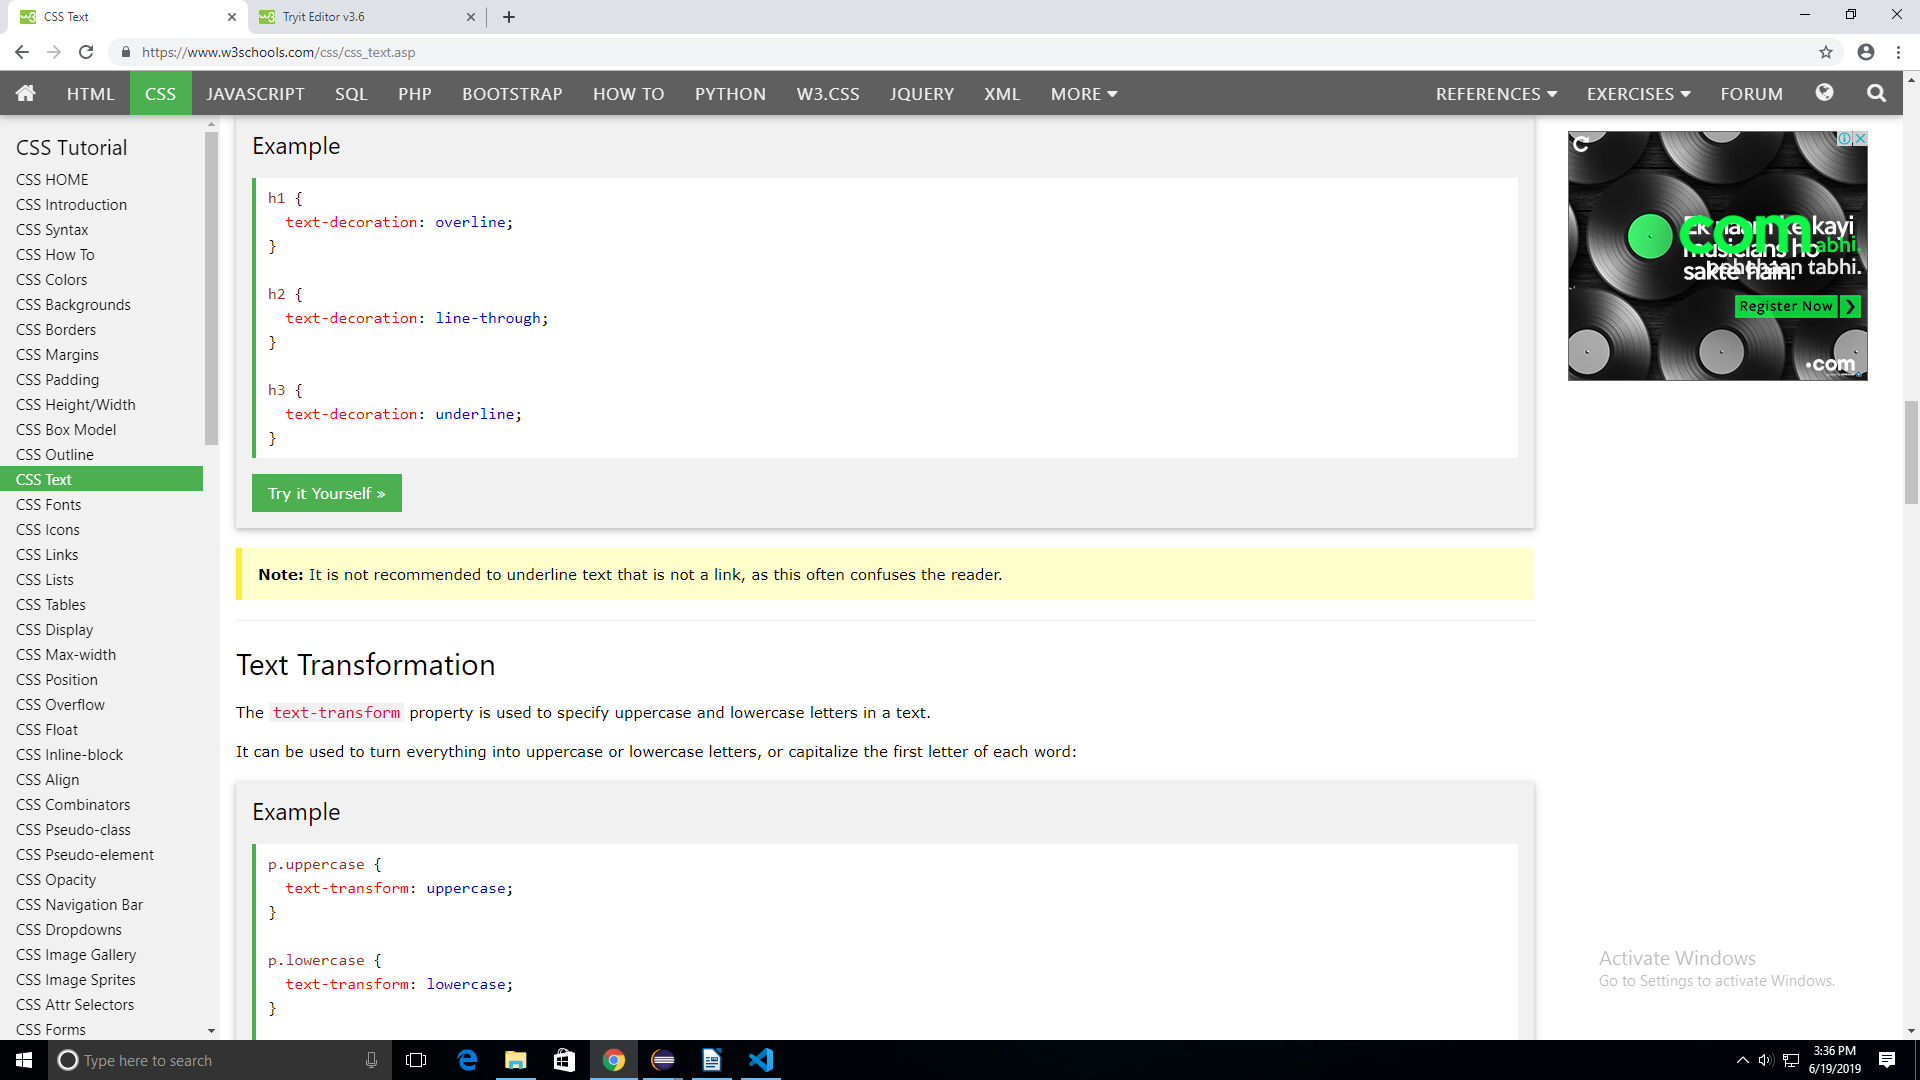 CSS Text
Tryit Editor v3.6
https://www.w3schools.com/css/css_text.asp
HTML
CSS
JAVASCRIPT
SQL
PHP
BOOTSTRAP
HOW TO
PYTHON
W3.CSS
JQUERY
XML
MORE
REFERENCES
EXERCISES
FORUM
CSS Tutorial
CSS HOME
CSS Introduction
CSS Syntax
CSS How To
CSS Colors
CSS Backgrounds
CSS Borders
CSS Margins
CSS Padding
CSS Height/Width
CSS Box Model
CSS Outline
CSS Text
CSS Fonts
CSS Icons
CSS Links
CSS Lists
CSS Tables
CSS Display
CSS Max-width
CSS Position
CSS Overflow
CSS Float
CSS Inline-block
CSS Align
CSS Combinators
CSS Pseudo-class
CSS Pseudo-element
CSS Opacity
CSS Navigation Bar
CSS Dropdowns
CSS Image Gallery
CSS Image Sprites
CSS Attr Selectors
CSS Forms
Example
h1 {
text-decoration: overline;
}
h2 {
text-decoration: line-through;
}
h3 {
text-decoration: underline;
}
Try it Yourself »
Note: It is not recommended to underline text that is not a link, as this often confuses the reader.
Text Transformation
The text-transform property is used to specify uppercase and lowercase letters in a text.
It can be used to turn everything into uppercase or lowercase letters, or capitalize the first letter of each word:
Example
p.uppercase {
text-transform: uppercase;
}
p.lowercase {
text-transform: lowercase;
}
Ek naam ke kayi
com
musicians ho
abhi,
sakte hain.
pehchaan tabhi.
Register Now
.com
Activate Windows
Go to Settings to activate Windows.
Type here to search
3:36 PM
6/19/2019